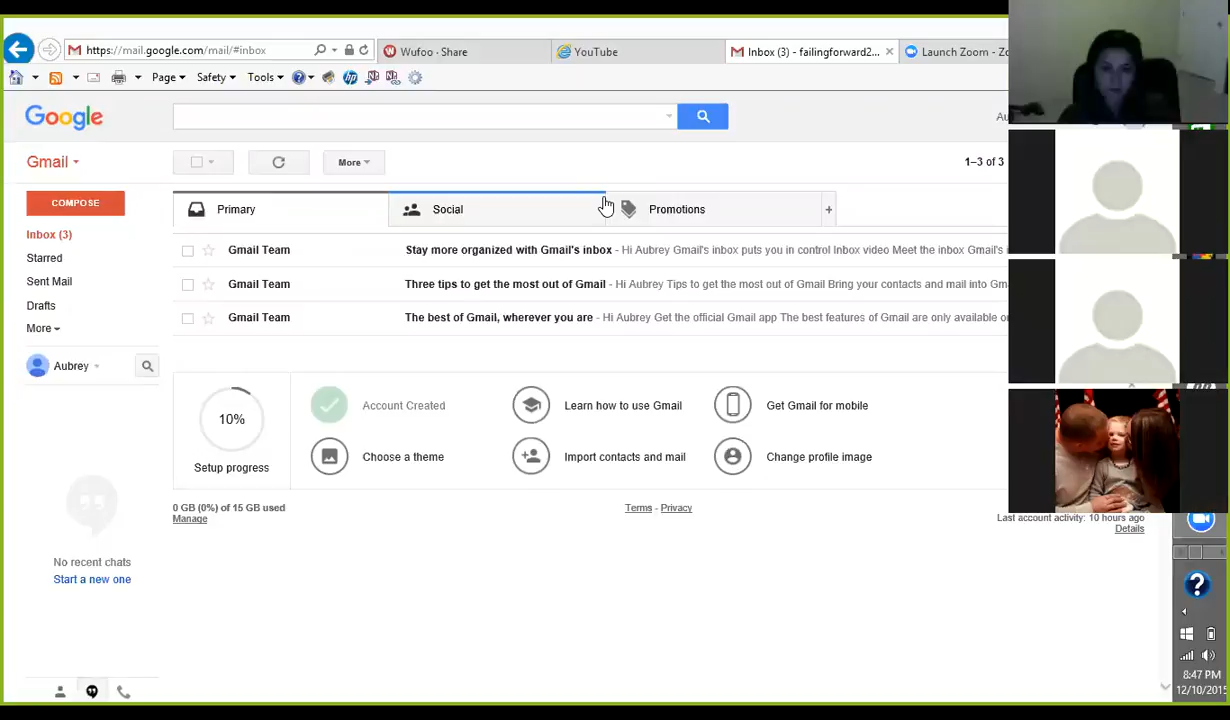 https://mail.google.com/mail/#inbox
Wufoo · Share
YouTube
Inbox (3) - failingforward2...
Launch Zoom - Zo
Page
Safety
Tools
Google
Gmail
More
1–3 of 3
COMPOSE
Primary
Social
Promotions
+
Inbox (3)
Starred
Sent Mail
Drafts
More
Aubrey
Gmail Team
Stay more organized with Gmail's inbox - Hi Aubrey Gmail's inbox puts you in control Inbox video Meet the inbox Gmail's i
Gmail Team
Three tips to get the most out of Gmail - Hi Aubrey Tips to get the most out of Gmail Bring your contacts and mail into Gma
Gmail Team
The best of Gmail, wherever you are - Hi Aubrey Get the official Gmail app The best features of Gmail are only available o
10%
Setup progress
Account Created
Learn how to use Gmail
Get Gmail for mobile
Choose a theme
Import contacts and mail
Change profile image
0 GB (0%) of 15 GB used
Manage
Terms - Privacy
Last account activity: 10 hours ago
Details
No recent chats
Start a new one
8:47 PM
12/10/2015